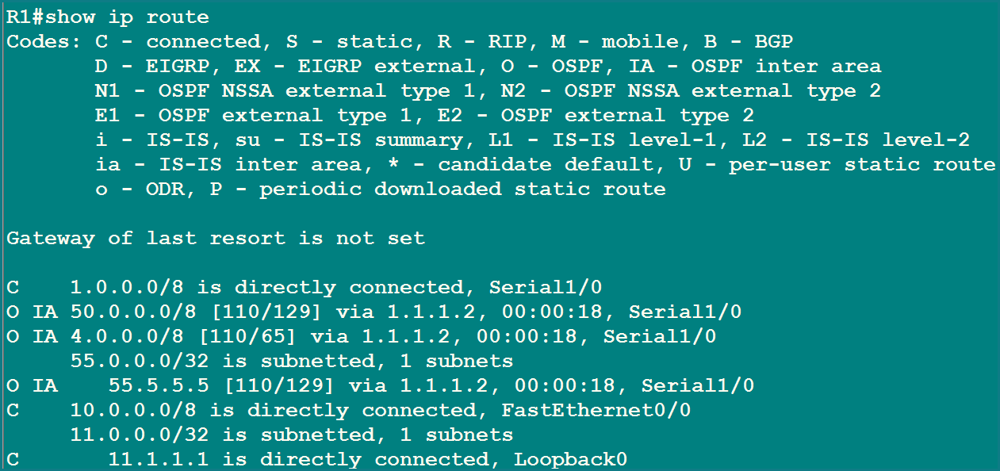 R1#show ip route
Codes: C - connected, S - static, R - RIP, M - mobile, B - BGP
       D - EIGRP, EX - EIGRP external, O - OSPF, IA - OSPF inter area
       N1 - OSPF NSSA external type 1, N2 - OSPF NSSA external type 2
       E1 - OSPF external type 1, E2 - OSPF external type 2
       i - IS-IS, su - IS-IS summary, L1 - IS-IS level-1, L2 - IS-IS level-2
       ia - IS-IS inter area, * - candidate default, U - per-user static route
       o - ODR, P - periodic downloaded static route

Gateway of last resort is not set

C    1.0.0.0/8 is directly connected, Serial1/0
O IA 50.0.0.0/8 [110/129] via 1.1.1.2, 00:00:18, Serial1/0
O IA 4.0.0.0/8 [110/65] via 1.1.1.2, 00:00:18, Serial1/0
     55.0.0.0/32 is subnetted, 1 subnets
O IA    55.5.5.5 [110/129] via 1.1.1.2, 00:00:18, Serial1/0
C    10.0.0.0/8 is directly connected, FastEthernet0/0
     11.0.0.0/32 is subnetted, 1 subnets
C       11.1.1.1 is directly connected, Loopback0